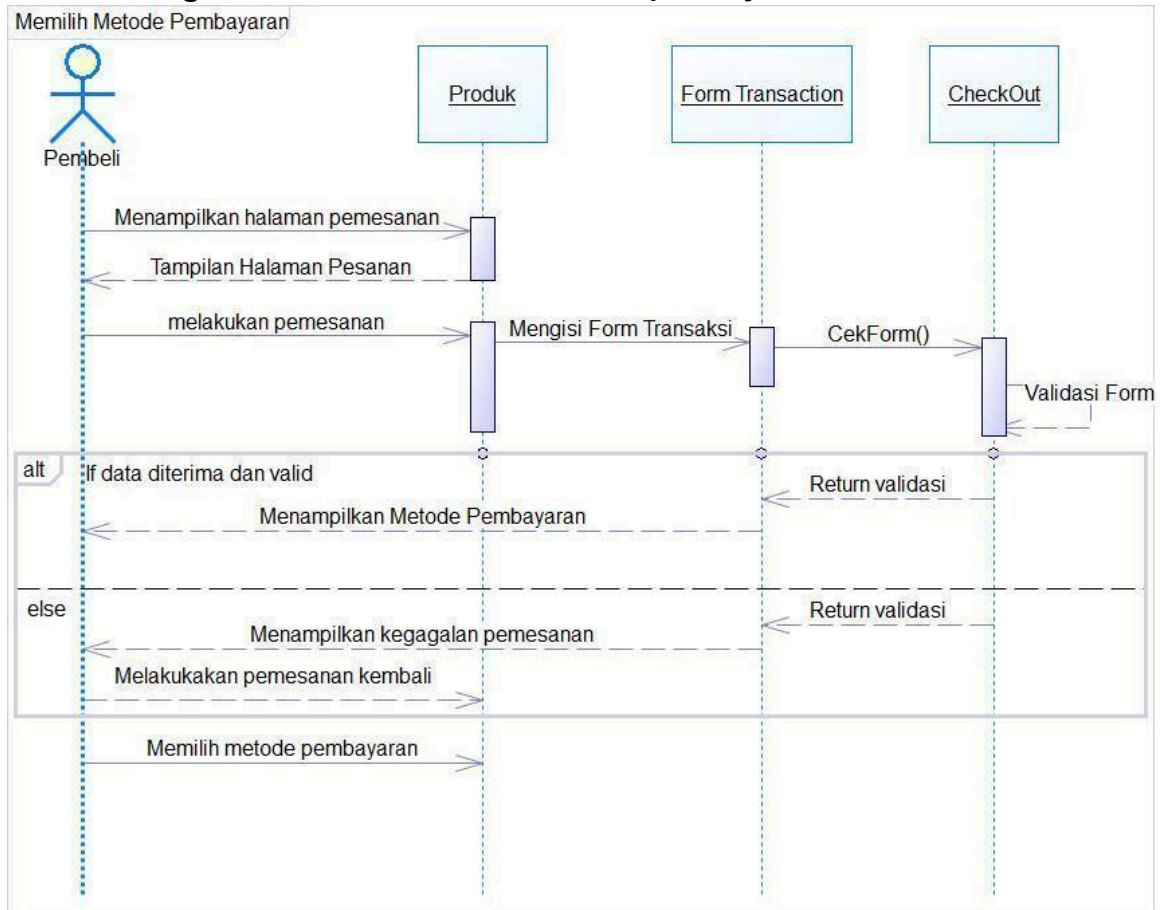 Memilih Metode Pembayaran
Pembeli
Produk
Form Transaction
CheckOut
Menampilkan halaman pemesanan
Tampilan Halaman Pesanan
melakukan pemesanan
Mengisi Form Transaksi
CekForm()
Validasi Form
alt
If data diterima dan valid
Return validasi
Menampilkan Metode Pembayaran
else
Return validasi
Menampilkan kegagalan pemesanan
Melakukakan pemesanan kembali
Memilih metode pembayaran